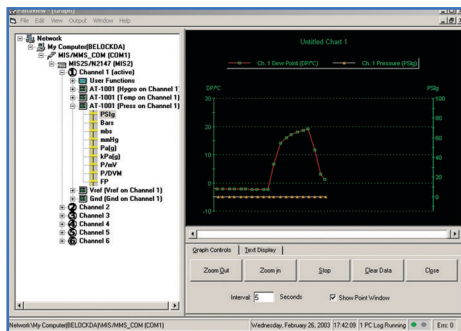 File Edit View Output Window Help
Network
My Computer(BELOCKDA)
MIS/MMS_COM (COM1)
MIS2S/N2147 (MIS2)
Channel 1 (active)
User Functions
AT-1001 (Hygro on Channel 1)
AT-1001 (Temp on Channel 1)
AT-1001 (Press on Channel 1)
PSIg
Bars
mbs
mmHg
Pa(g)
kPa(g)
P/mV
P/DVM
FP
Vref (Vref on Channel 1)
Gnd (Gnd on Channel 1)
Channel 2
Channel 3
Channel 4
Channel 5
Channel 6
Untitled Chart 1
Ch. 1 Dew Point (DP/°C) Ch. 1 Pressure (PSIg)
DP/°C PSIg
30 100
80
20
60
10 40
20
0
0
-10
Graph Controls Text Display
Zoom Out Zoom in Stop Clear Data Close
Interval: 5 Seconds Show Point Window
Network\My Computer(BELOCKDA)\MIS/MMS_COM (COM1) Wednesday, February 26, 2003 17:42:09 1 PC Log Running Errs: 0